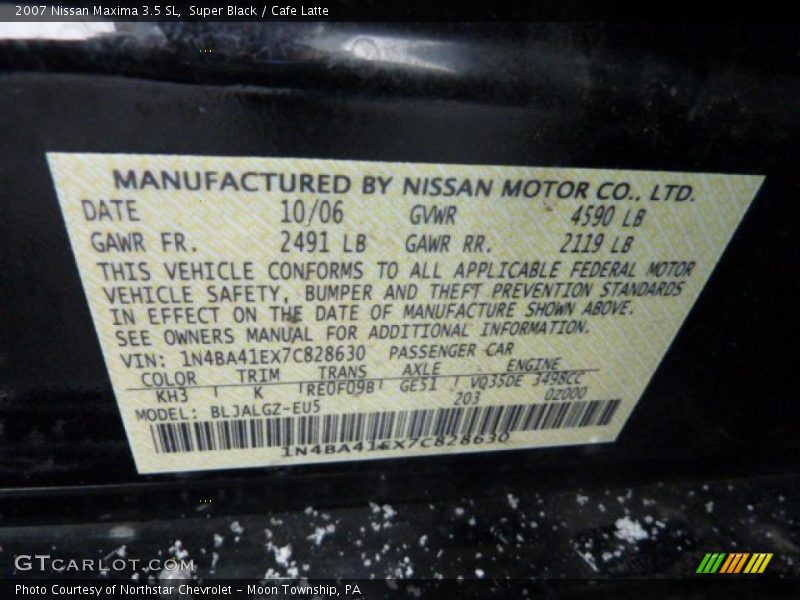 2007 Nissan Maxima 3.5 SL, Super Black / Cafe Latte
MANUFACTURED BY NISSAN MOTOR CO., LTD.
DATE 10/06 GVWR 4590 LB
GAWR FR. 2491 LB GAWR RR. 2119 LB
THIS VEHICLE CONFORMS TO ALL APPLICABLE FEDERAL MOTOR
VEHICLE SAFETY, BUMPER AND THEFT PREVENTION STANDARDS
IN EFFECT ON THE DATE OF MANUFACTURE SHOWN ABOVE.
SEE OWNERS MANUAL FOR ADDITIONAL INFORMATION.
VIN: 1N4BA41EX7C828630 PASSENGER CAR
COLOR TRIM TRANS AXLE ENGINE
KH3 K RE0F09B GE51 VQ35DE 3498CC
203 0Z000
MODEL: BLJALGZ-EU5
1N4BA41EX7C828630
GTCARLOT.COM
Photo Courtesy of Northstar Chevrolet - Moon Township, PA